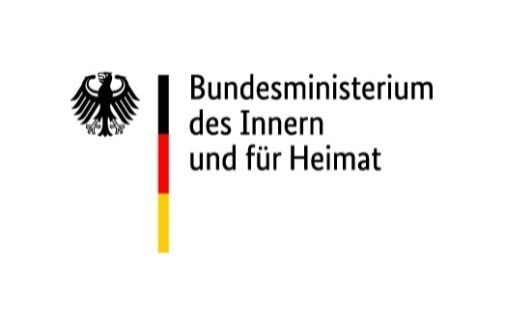 Bundesministerium
des Innern
und für Heimat